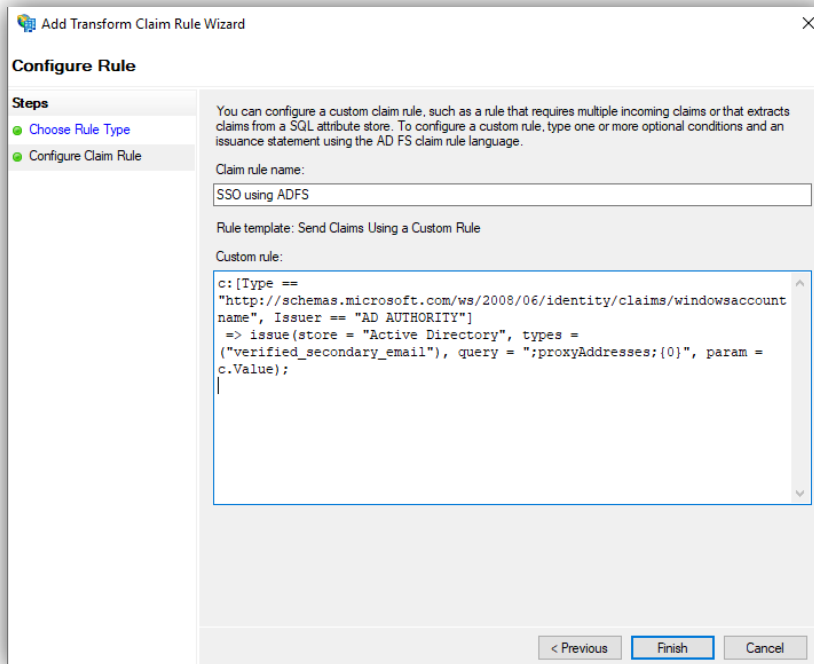 Add Transform Claim Rule Wizard
Configure Rule
Steps
Choose Rule Type
Configure Claim Rule
You can configure a custom claim rule, such as a rule that requires multiple incoming claims or that extracts
claims from a SQL attribute store. To configure a custom rule, type one or more optional conditions and an
issuance statement using the AD FS claim rule language.
Claim rule name:
SSO using ADFS
Rule template: Send Claims Using a Custom Rule
Custom rule:
c:[Type ==
"http://schemas.microsoft.com/ws/2008/06/identity/claims/windowsaccount
name", Issuer == "AD AUTHORITY"]
=> issue(store = "Active Directory", types =
("verified_secondary_email"), query = ";proxyAddresses;{0}", param =
c.Value);
< Previous
Finish
Cancel